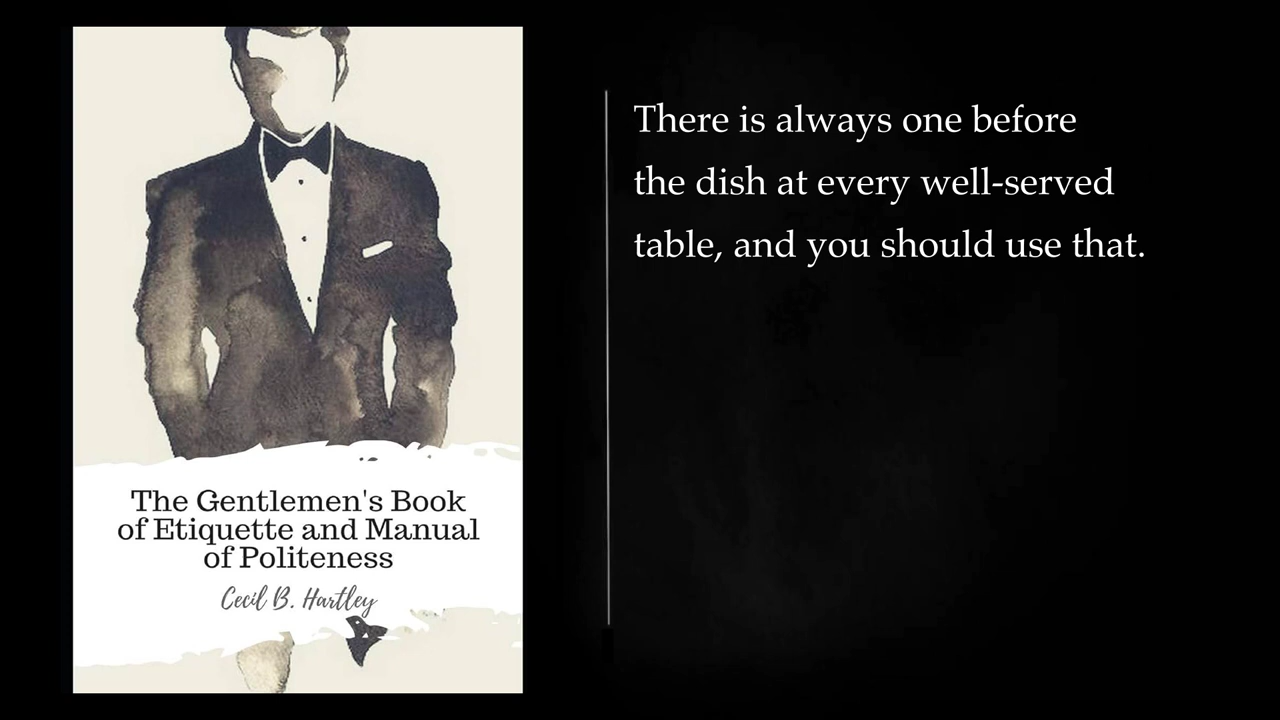 The Gentlemen's Book
of Etiquette and Manual
of Politeness
Cecil B. Hartley
There is always one before
the dish at every well-served
table, and you should use that.